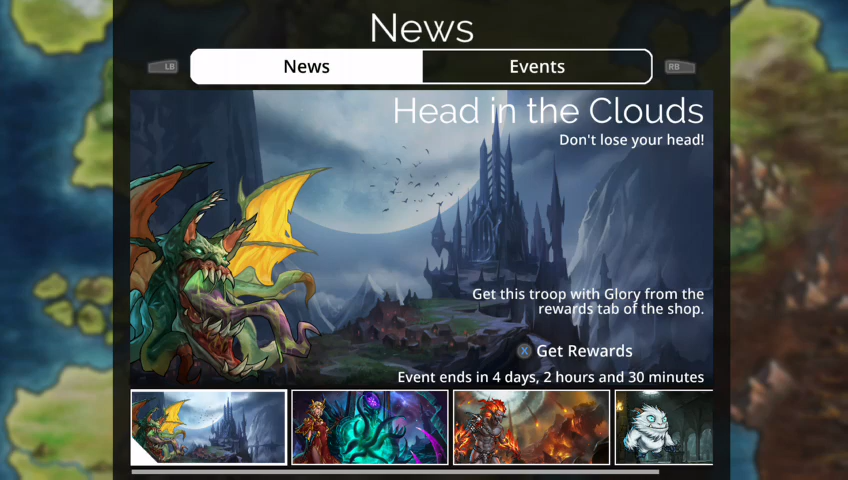 News
LB
News
Events
RB
Head in the Clouds
Don't lose your head!
Get this troop with Glory from the
rewards tab of the shop.
X Get Rewards
Event ends in 4 days, 2 hours and 30 minutes